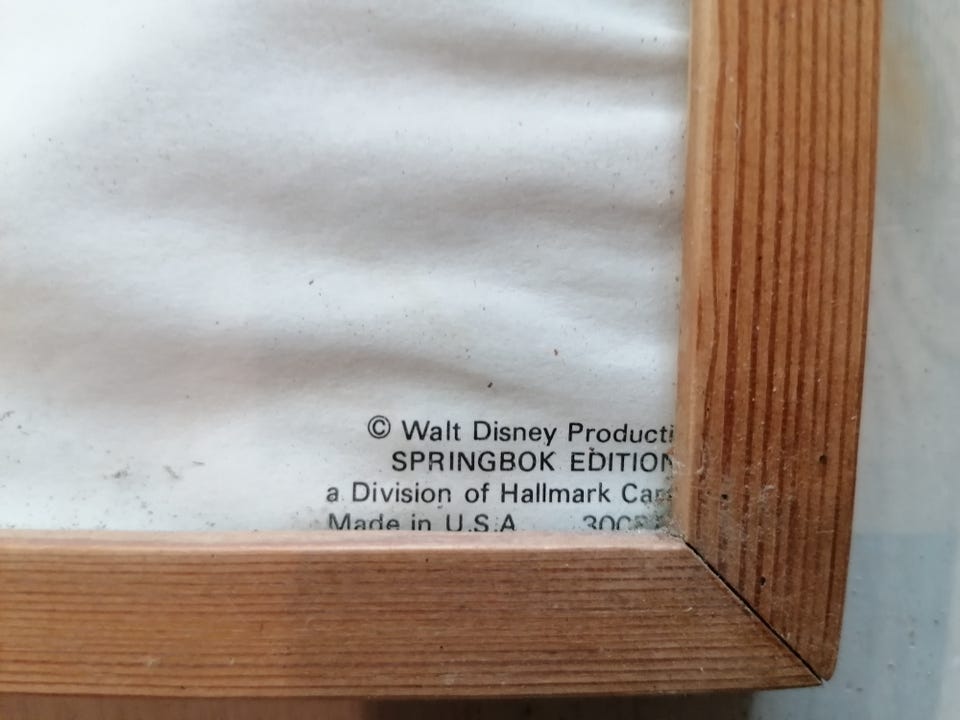 © Walt Disney Producti
SPRINGBOK EDITION
a Division of Hallmark Car
Made in U.S.A